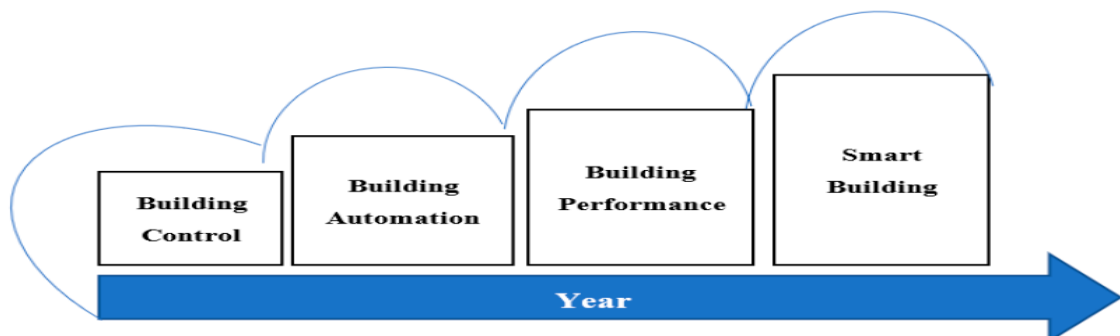 Building
Control
Building
Automation
Building
Performance
Smart
Building
Year